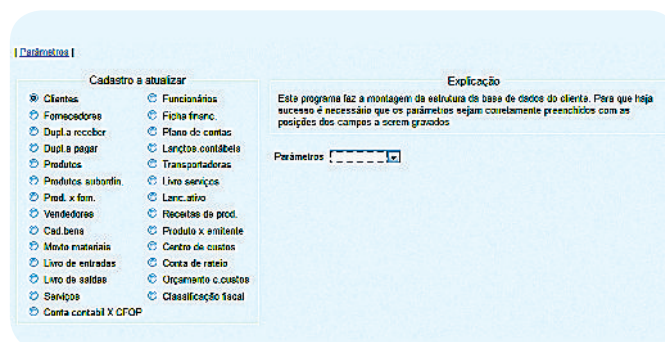 | Parâmetros |
Cadastro a atualizar
Clientes
Fornecedores
Dupl.a receber
Dupl.a pagar
Produtos
Produtos subordin.
Prod. x forn.
Vendedores
Cad.bens
Movto materiais
Livro de entradas
Livro de saídas
Serviços
Conta contabil X CFOP
Funcionários
Ficha financ.
Plano de contas
Lançtos.contábeis
Transportadoras
Livro serviços
Lanc.ativo
Receitas de prod.
Produto x emitente
Centro de custos
Conta de rateio
Orçamento c.custos
Classificação fiscal
Explicação
Este programa faz a montagem da estrutura da base de dados do cliente. Para que haja
sucesso é necessário que os parâmetros sejam corretamente preenchidos com as
posições dos campos a serem gravados
Parâmetros